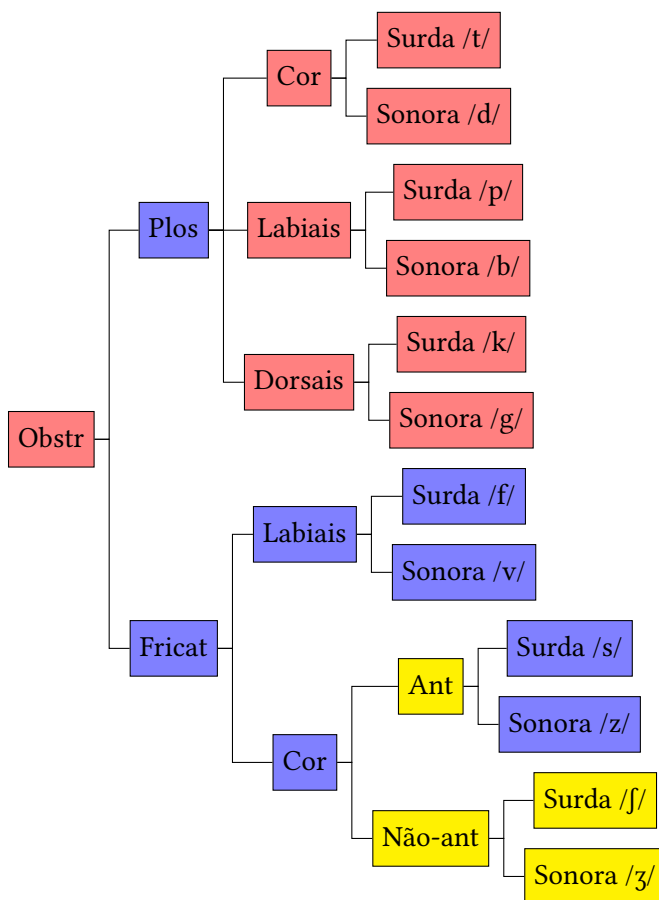 Surda /t/
Cor
Sonora /d/
Surda /p/
Plos
Labiais
Sonora /b/
Surda /k/
Dorsais
Sonora /g/
Obstr
Surda /f/
Labiais
Sonora /v/
Fricat
Surda /s/
Ant
Sonora /z/
Cor
Surda /ʃ/
Não-ant
Sonora /ʒ/